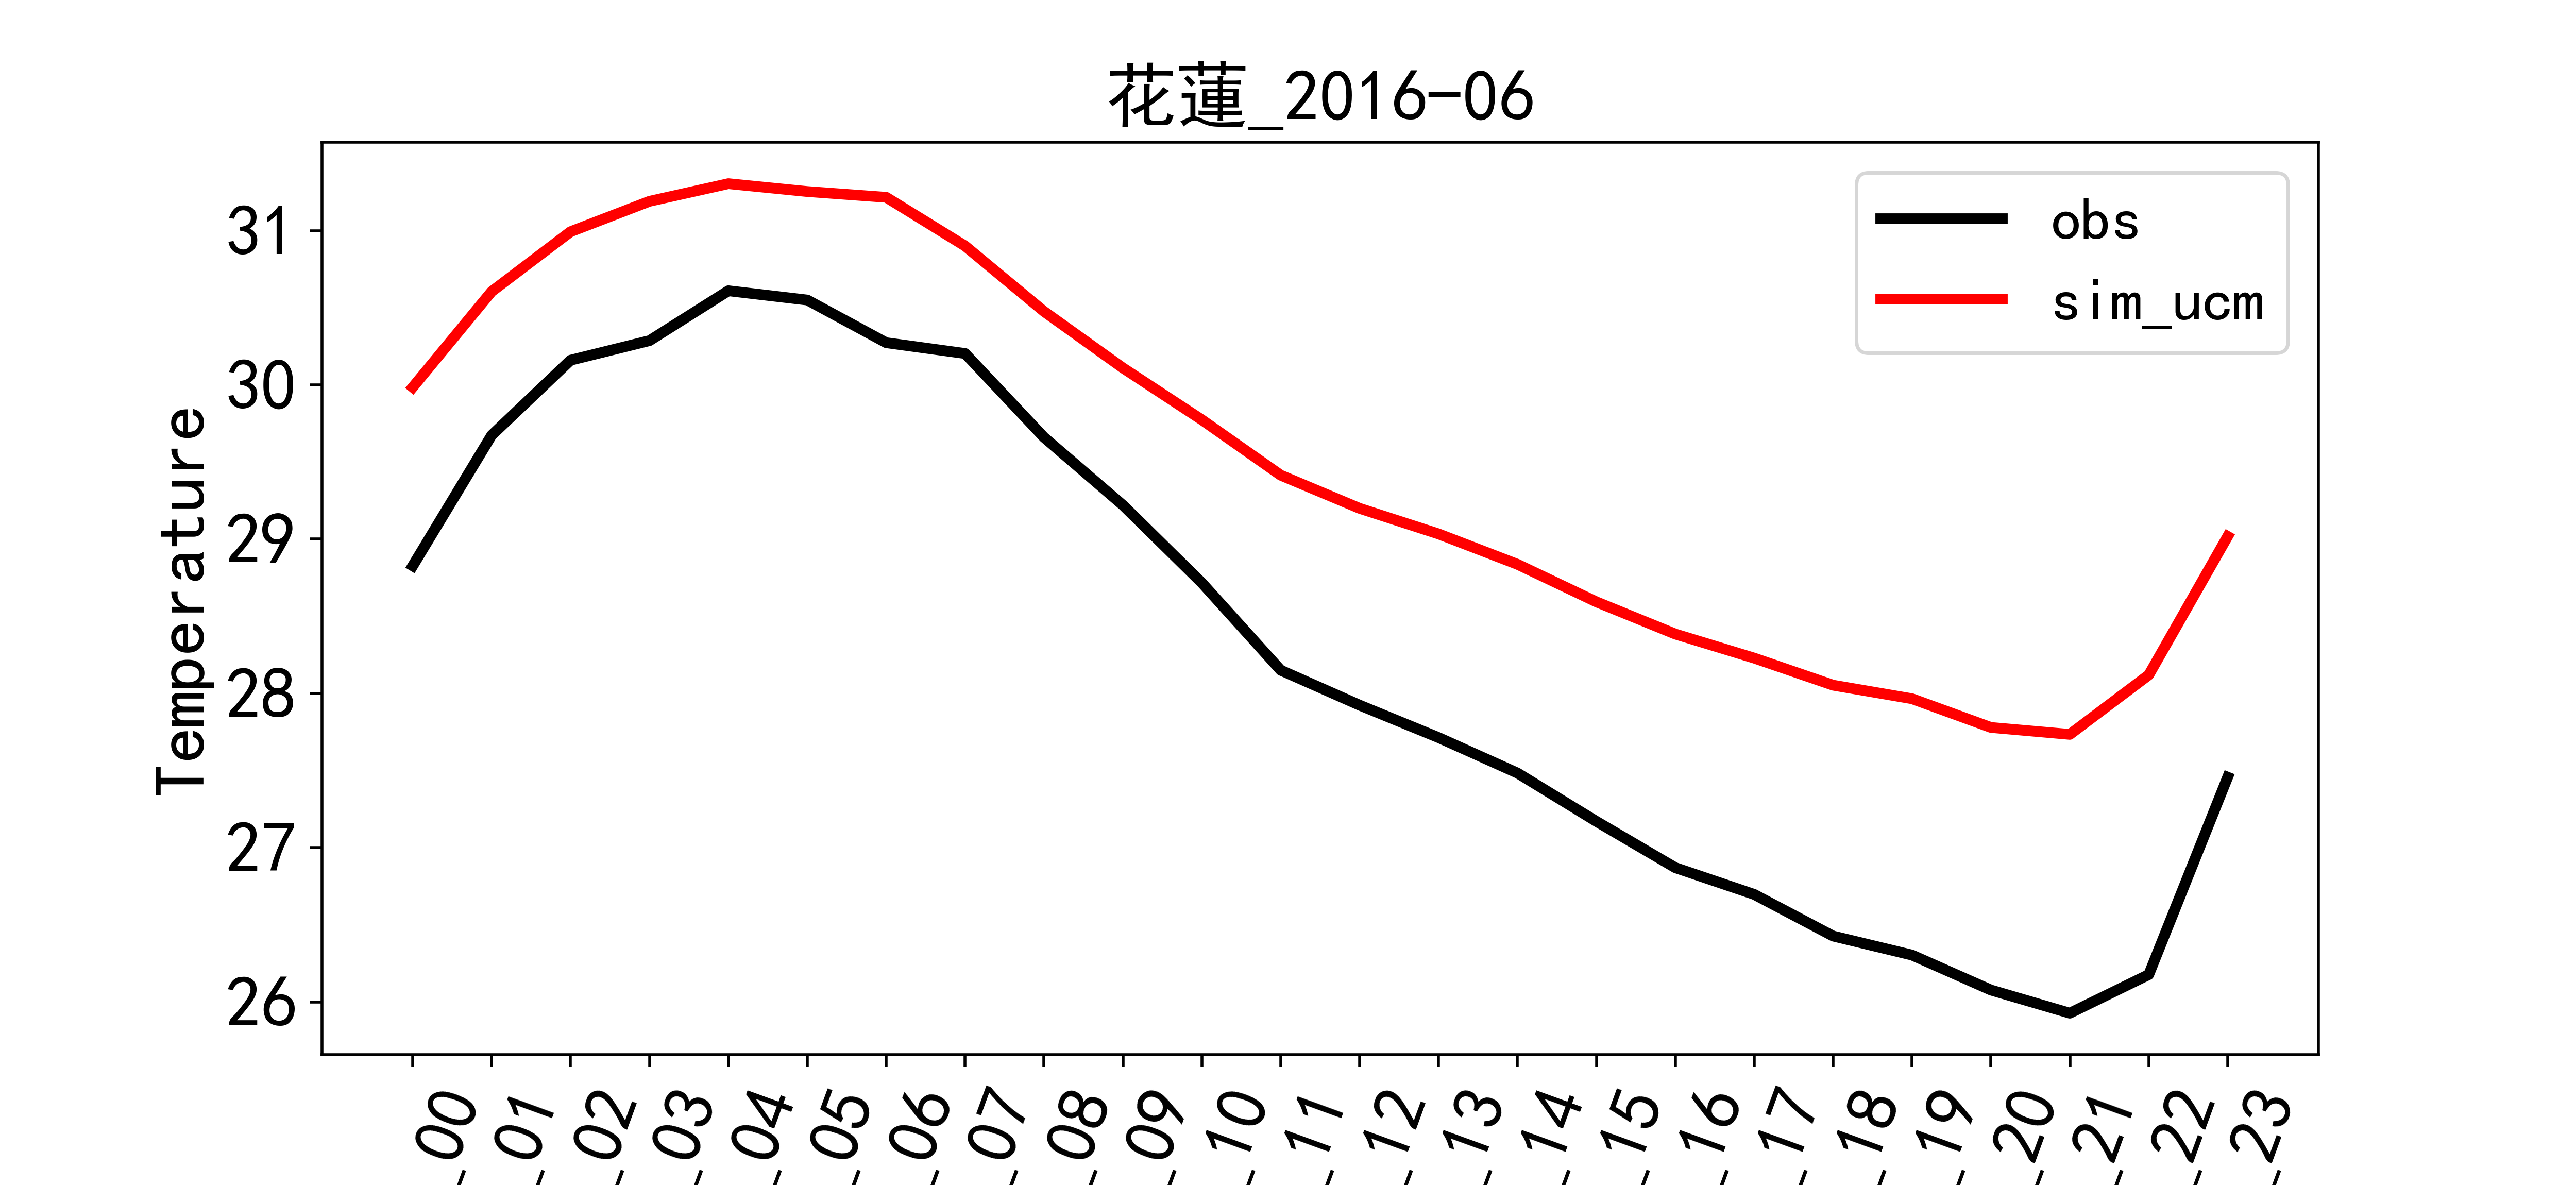 花蓮_2016-06
obs
sim_ucm
Temperature
31
30
29
28
27
26
_00 _01 _02 _03 _04 _05 _06 _07 _08 _09 _10 _11 _12 _13 _14 _15 _16 _17 _18 _19 _20 _21 _22 _23